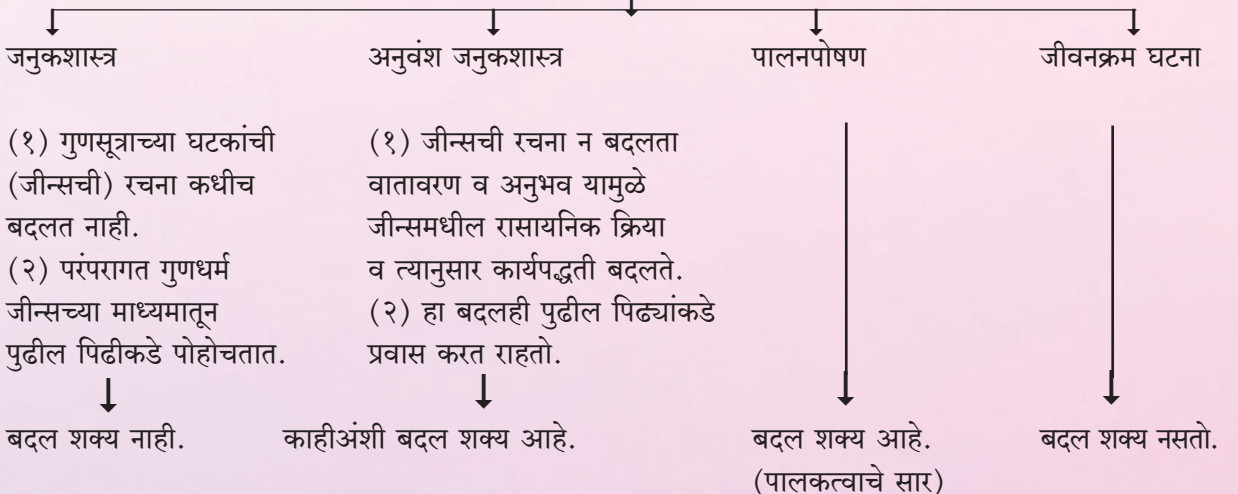 जनुकशास्त्र
(१) गुणसूत्राच्या घटकांची
(जीन्सची) रचना कधीच
बदलत नाही.
(२) परंपरागत गुणधर्म
जीन्सच्या माध्यमातून
पुढील पिढीकडे पोहोचतात.
बदल शक्य नाही.
अनुवंश जनुकशास्त्र
(१) जीन्सची रचना न बदलता
वातावरण व अनुभव यामुळे
जीन्समधील रासायनिक क्रिया
व त्यानुसार कार्यपद्धती बदलते.
(२) हा बदलही पुढील पिढ्यांकडे
प्रवास करत राहतो.
काहीअंशी बदल शक्य आहे.
पालनपोषण
बदल शक्य आहे.
(पालकत्वाचे सार)
जीवनक्रम घटना
बदल शक्य नसतो.